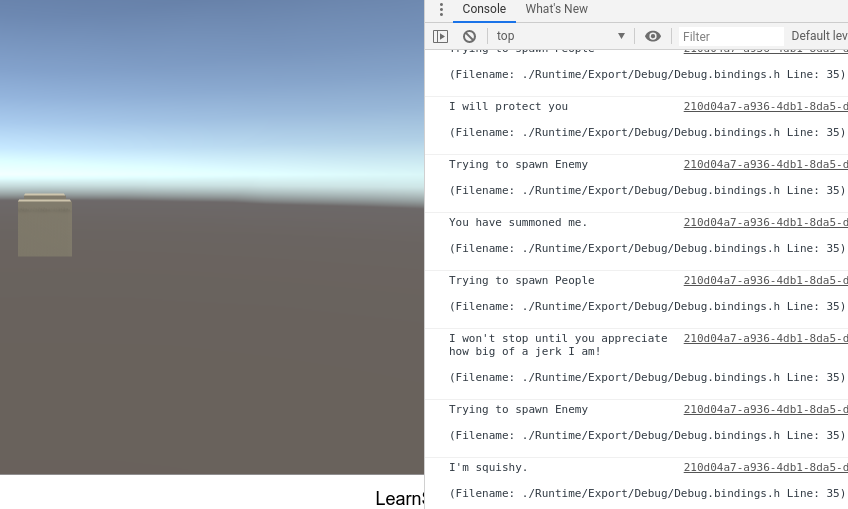 Console What's New
top Filter Default lev
Trying to spawn People
(Filename: ./Runtime/Export/Debug/Debug.bindings.h Line: 35)
I will protect you 210d04a7-a936-4db1-8da5-d
(Filename: ./Runtime/Export/Debug/Debug.bindings.h Line: 35)
Trying to spawn Enemy 210d04a7-a936-4db1-8da5-d
(Filename: ./Runtime/Export/Debug/Debug.bindings.h Line: 35)
You have summoned me. 210d04a7-a936-4db1-8da5-d
(Filename: ./Runtime/Export/Debug/Debug.bindings.h Line: 35)
Trying to spawn People 210d04a7-a936-4db1-8da5-d
(Filename: ./Runtime/Export/Debug/Debug.bindings.h Line: 35)
I won't stop until you appreciate 210d04a7-a936-4db1-8da5-d
how big of a jerk I am!
(Filename: ./Runtime/Export/Debug/Debug.bindings.h Line: 35)
Trying to spawn Enemy 210d04a7-a936-4db1-8da5-d
(Filename: ./Runtime/Export/Debug/Debug.bindings.h Line: 35)
I'm squishy. 210d04a7-a936-4db1-8da5-d
(Filename: ./Runtime/Export/Debug/Debug.bindings.h Line: 35)
Learn